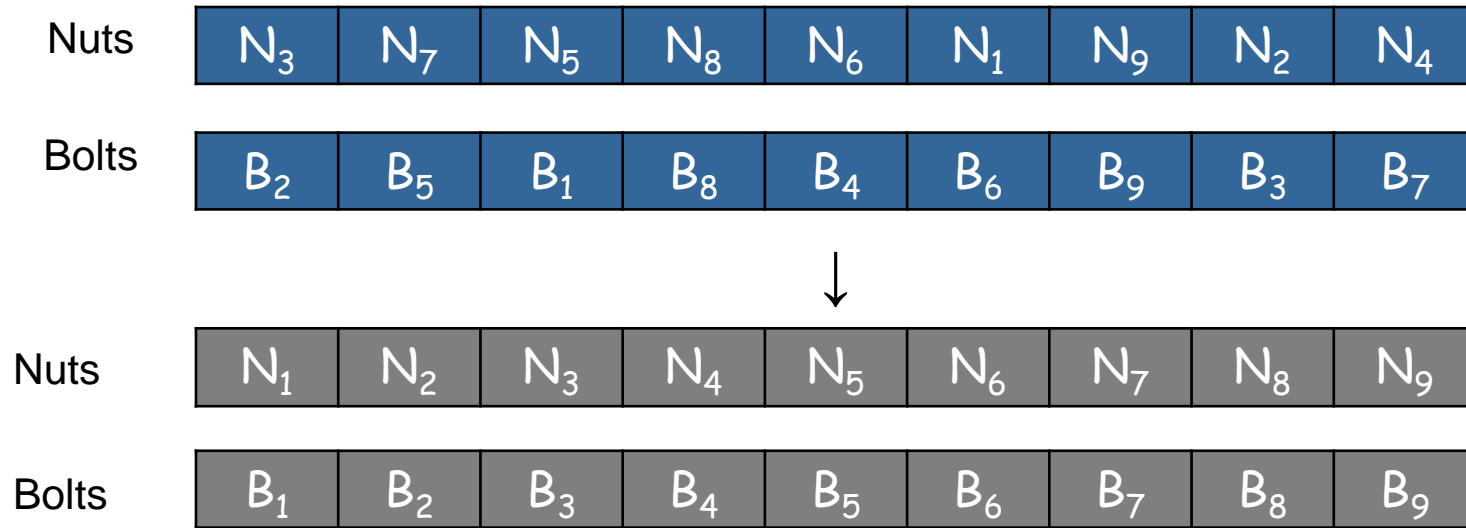 Nuts N₃ N₇ N₅ N₈ N₆ N₁ N₉ N₂ N₄
Bolts B₂ B₅ B₁ B₈ B₄ B₆ B₉ B₃ B₇
↓
Nuts N₁ N₂ N₃ N₄ N₅ N₆ N₇ N₈ N₉
Bolts B₁ B₂ B₃ B₄ B₅ B₆ B₇ B₈ B₉